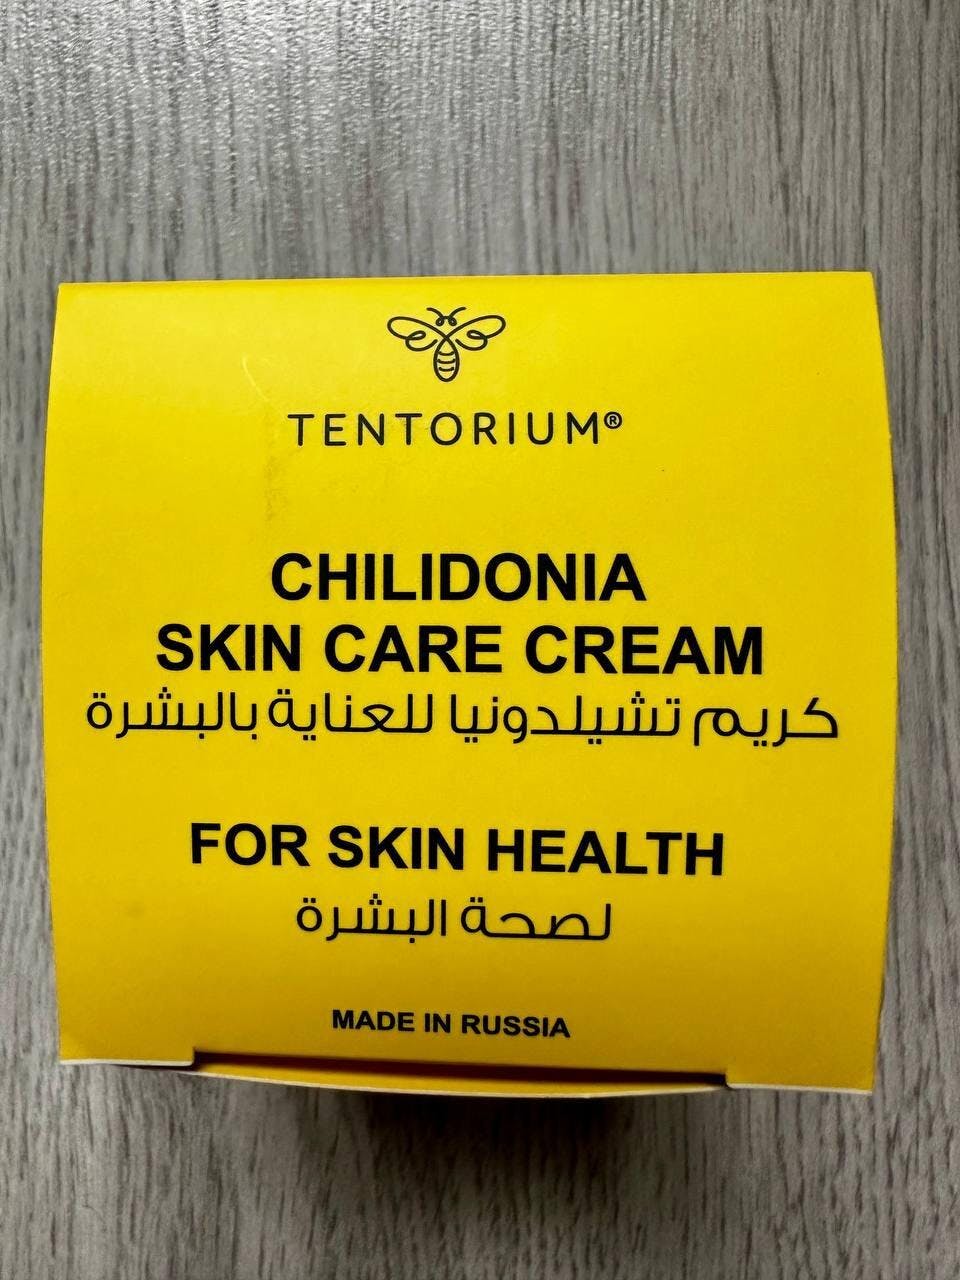 TENTORIUM®
CHILIDONIA
SKIN CARE CREAM
كريم تشيلدونيا للعناية بالبشرة
FOR SKIN HEALTH
لصحة البشرة
MADE IN RUSSIA